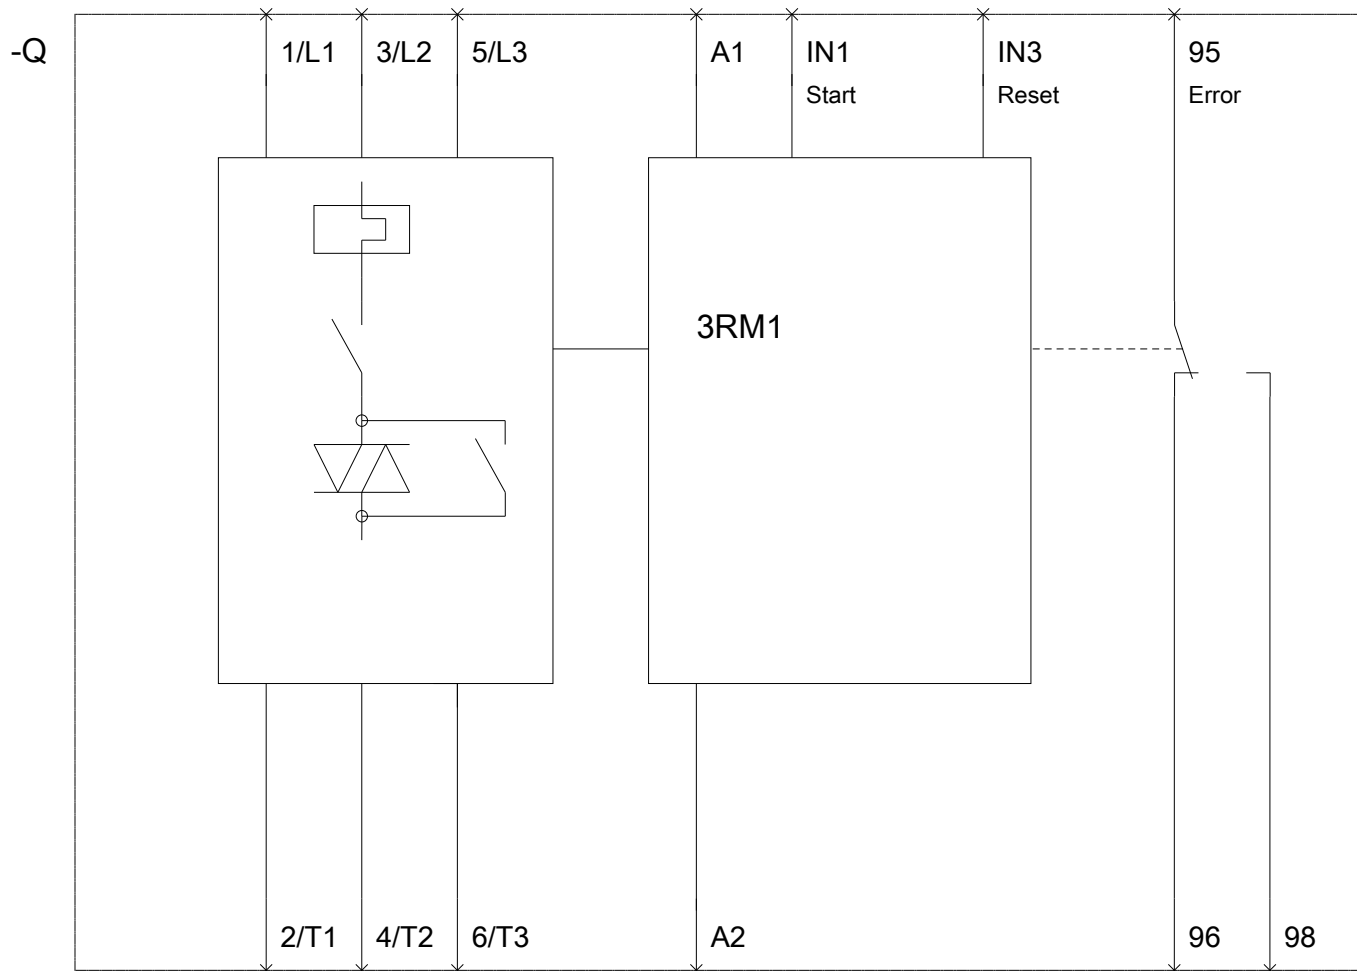 -Q
1/L1 3/L2 5/L3 A1 IN1 IN3 95
Start Reset Error
3RM1
2/T1 4/T2 6/T3 A2 96 98